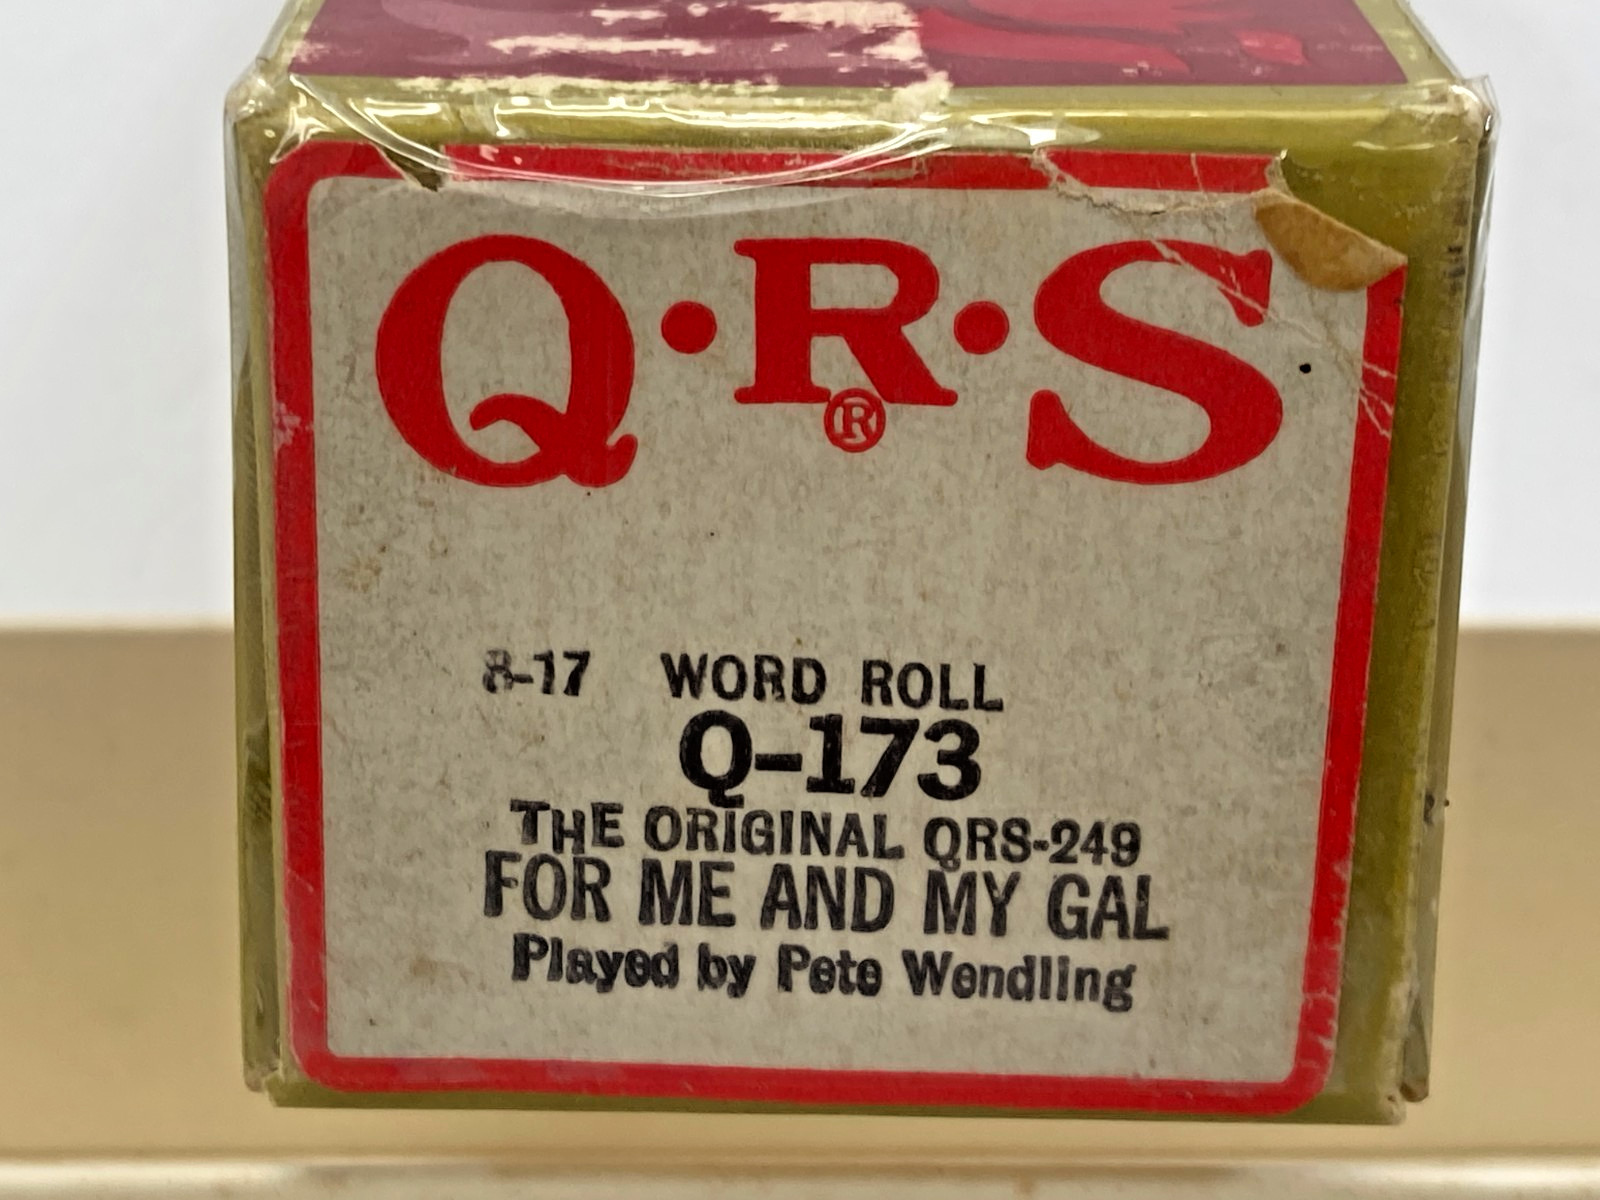 Q·R·S
®
8-17 WORD ROLL
Q-173
THE ORIGINAL QRS-249
FOR ME AND MY GAL
Played by Pete Wendling